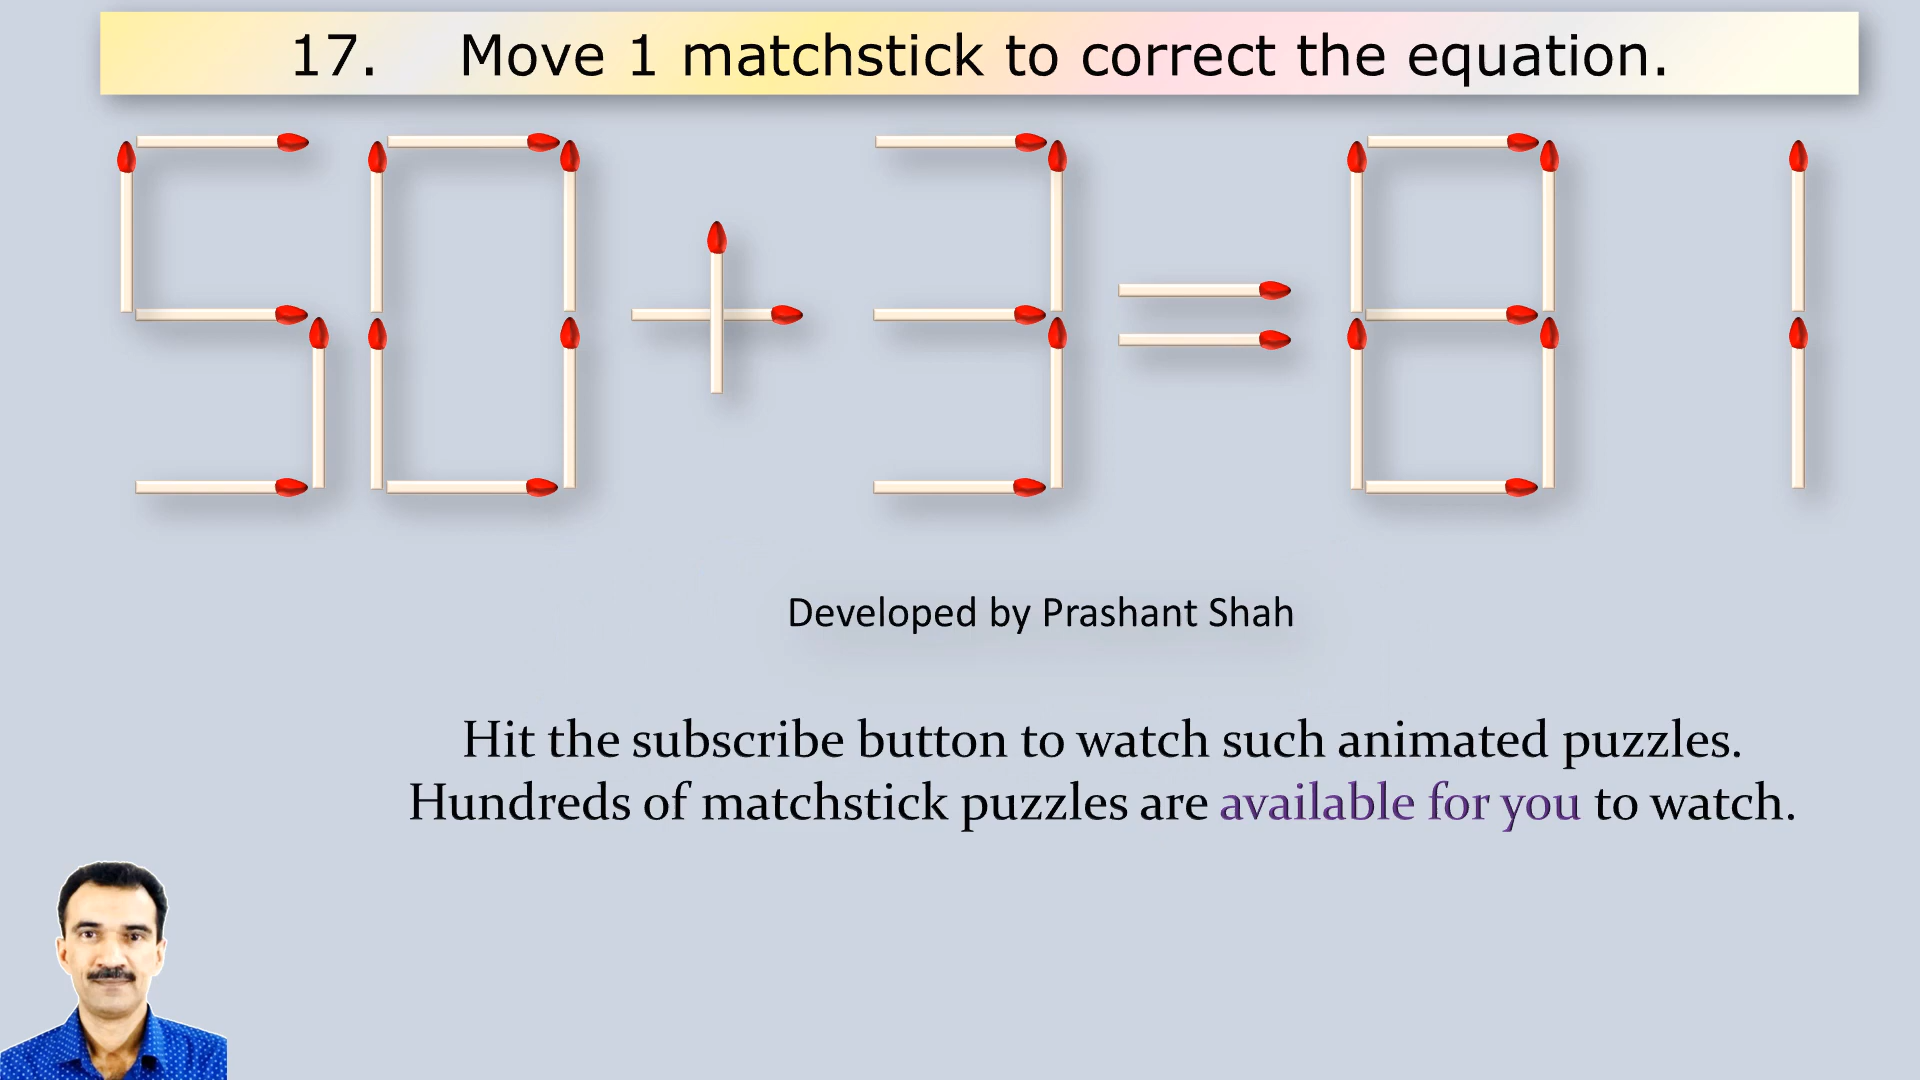 17. Move 1 matchstick to correct the equation.
50+3=81
Developed by Prashant Shah
Hit the subscribe button to watch such animated puzzles.
Hundreds of matchstick puzzles are available for you to watch.